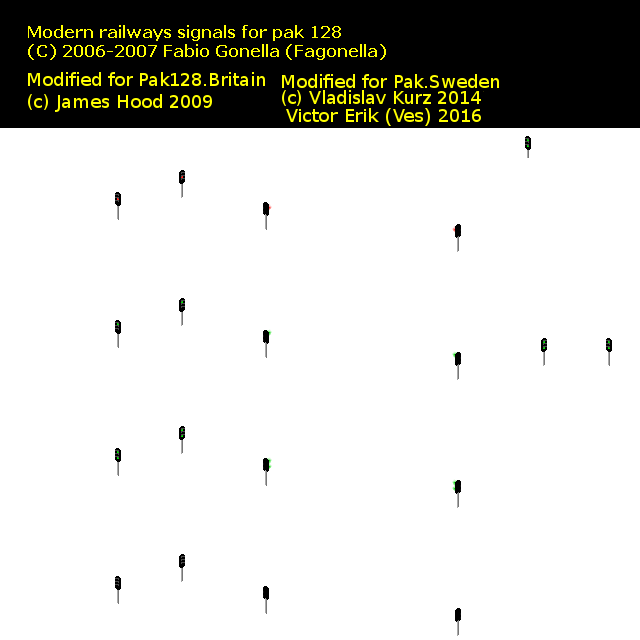 Modern railways signals for pak 128
(C) 2006-2007 Fabio Gonella (Fagonella)
Modified for Pak128.Britain
(c) James Hood 2009
Modified for Pak.Sweden
(c) Vladislav Kurz 2014
Victor Erik (Ves) 2016